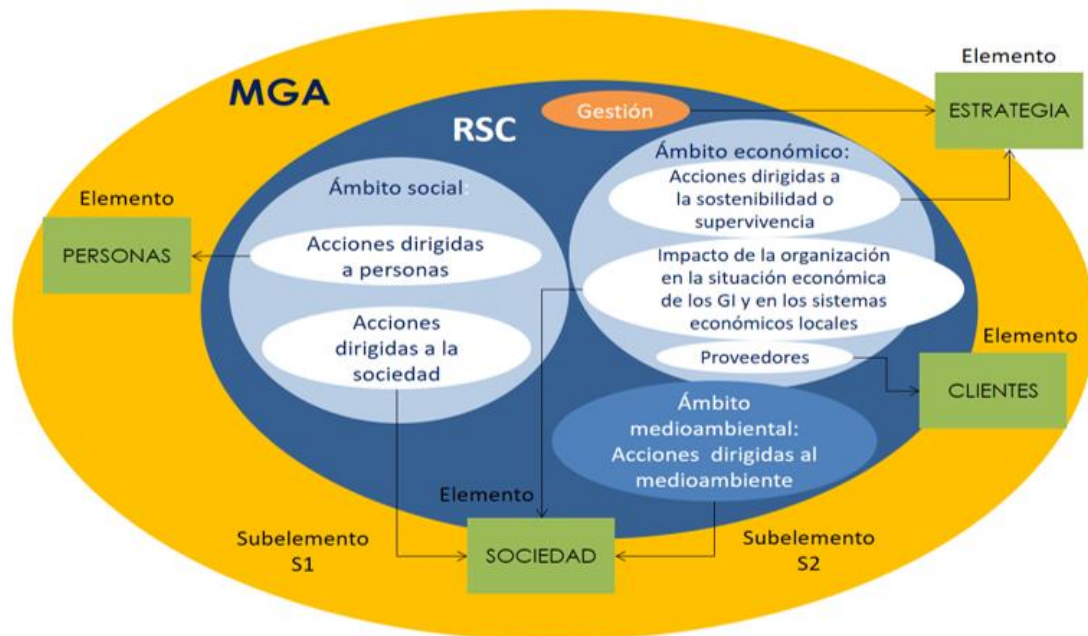 MGA
RSC
Gestión
Elemento
ESTRATEGIA
Ámbito social:
Acciones dirigidas
a personas
Acciones
dirigidas a la
sociedad
Elemento
PERSONAS
Ámbito económico:
Acciones dirigidas a
la sostenibilidad o
supervivencia
Impacto de la organización
en la situación económica
de los GI y en los sistemas
económicos locales
Proveedores
Elemento
CLIENTES
Ámbito
medioambiental:
Acciones dirigidas al
medioambiente
Elemento
SOCIEDAD
Subelemento
S1
Subelemento
S2